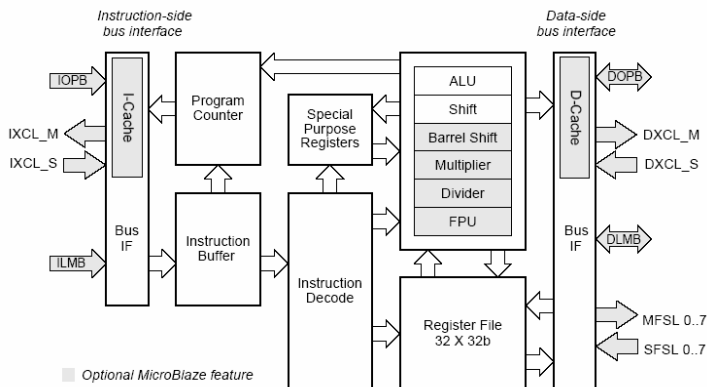 Instruction-side
bus interface
Data-side
bus interface
IOPB
I-Cache
IXCL_M
IXCL_S
Bus
IF
ILMB
Program
Counter
Special
Purpose
Registers
ALU
Shift
Barrel Shift
Multiplier
Divider
FPU
D-Cache
DOPB
DXCL_M
DXCL_S
Bus
IF
DLMB
Instruction
Buffer
Instruction
Decode
Register File
32 X 32b
MFSL 0..7
SFSL 0..7
Optional MicroBlaze feature